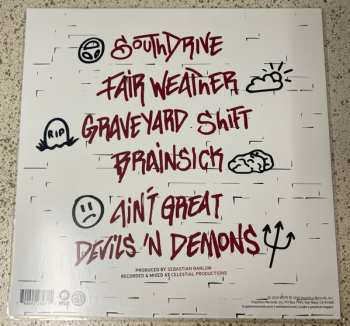 SOUTHDRIVE
FAIR WEATHER
GRAVEYARD SHIFT
RIP
BRAINSICK
AIN'T GREAT
DEVILS 'N DEMONS
PRODUCED BY SEBASTIAN BARLOW
RECORDED & MIXED AT CELESTIAL PRODUCTIONS